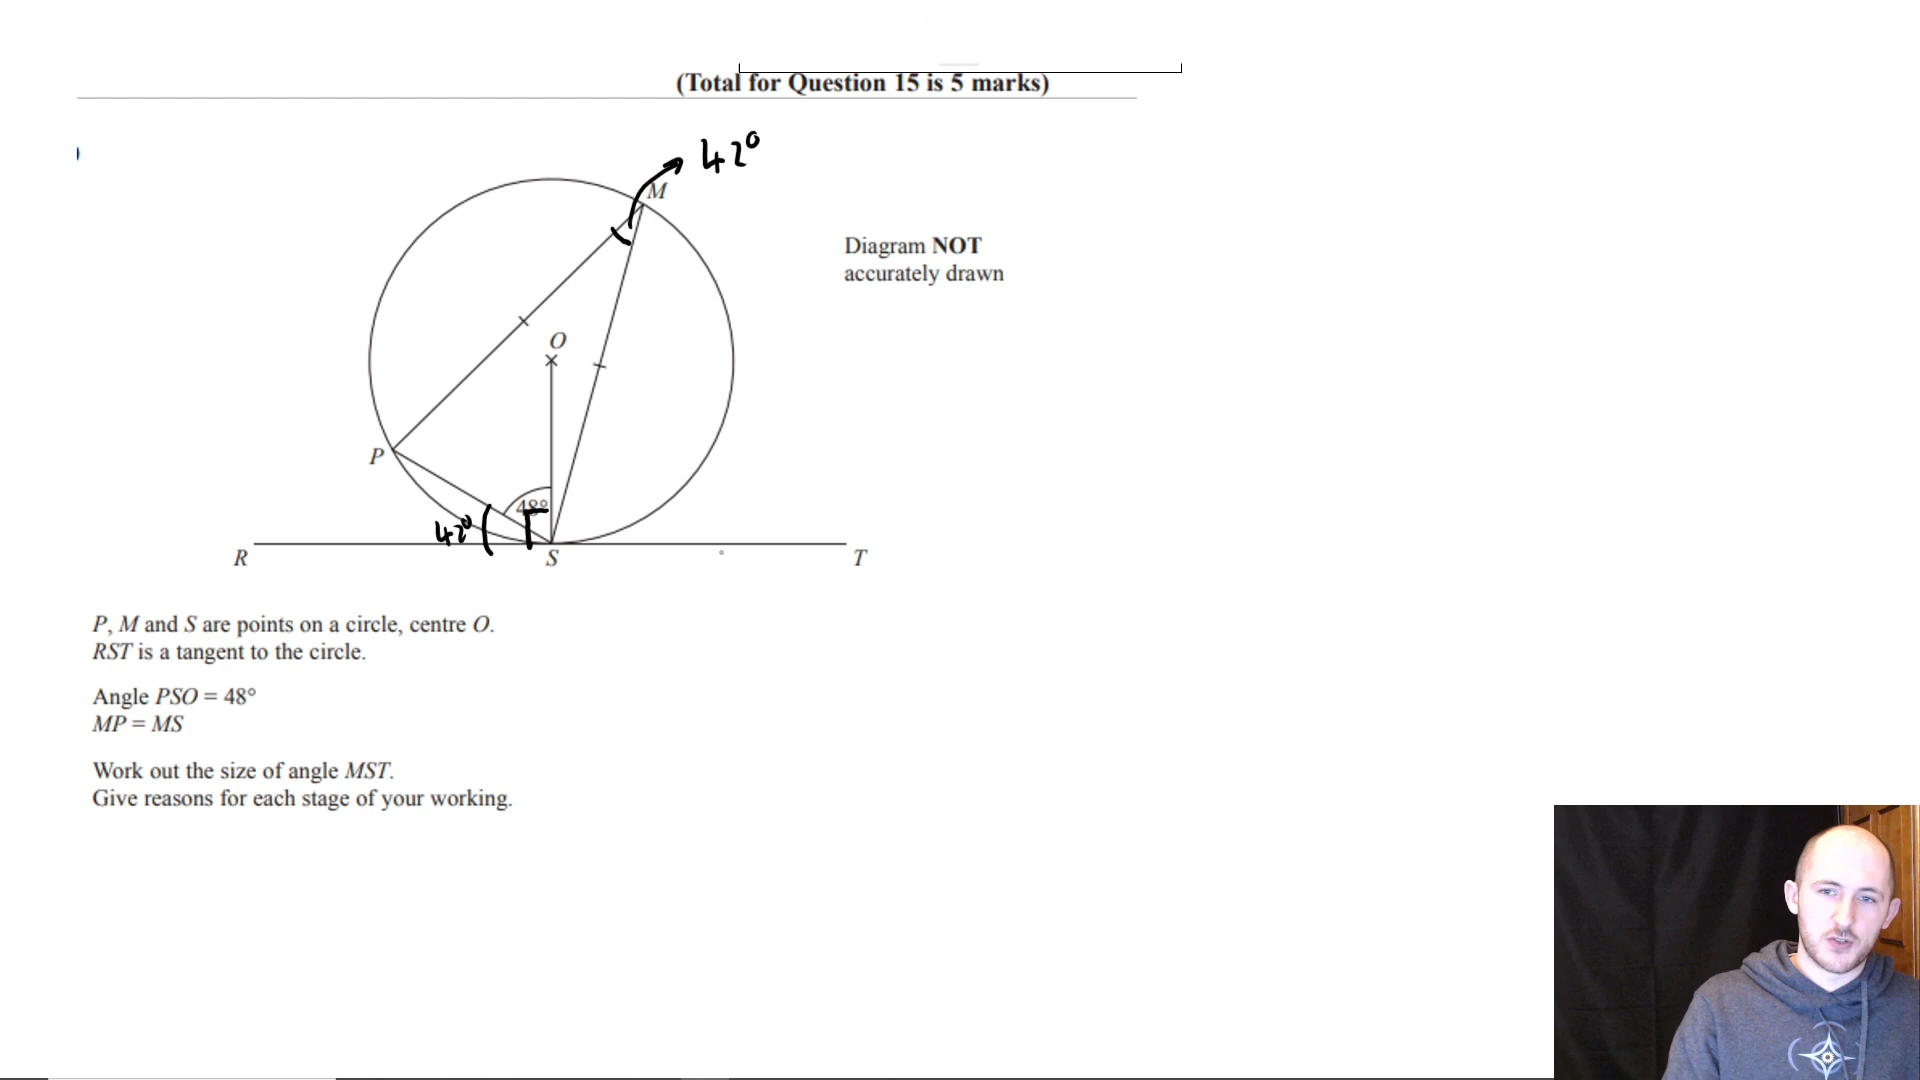 (Total for Question 15 is 5 marks)
42°
M
Diagram NOT
accurately drawn
O
P
48°
42°
R
S
T
P, M and S are points on a circle, centre O.
RST is a tangent to the circle.
Angle PSO = 48°
MP = MS
Work out the size of angle MST.
Give reasons for each stage of your working.